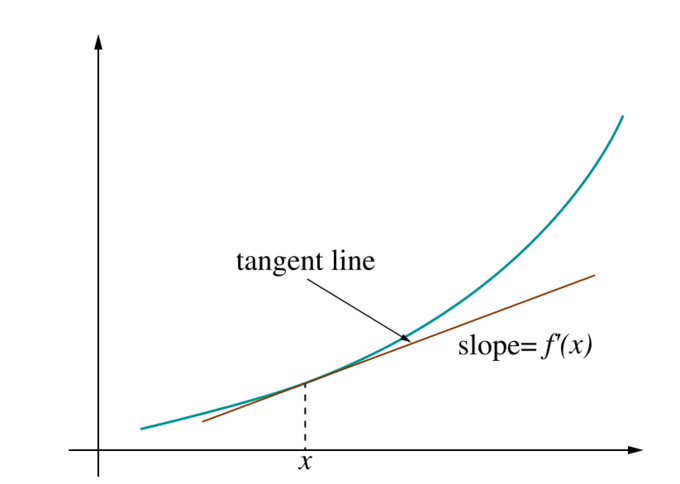 tangent line
slope= f'(x)
x